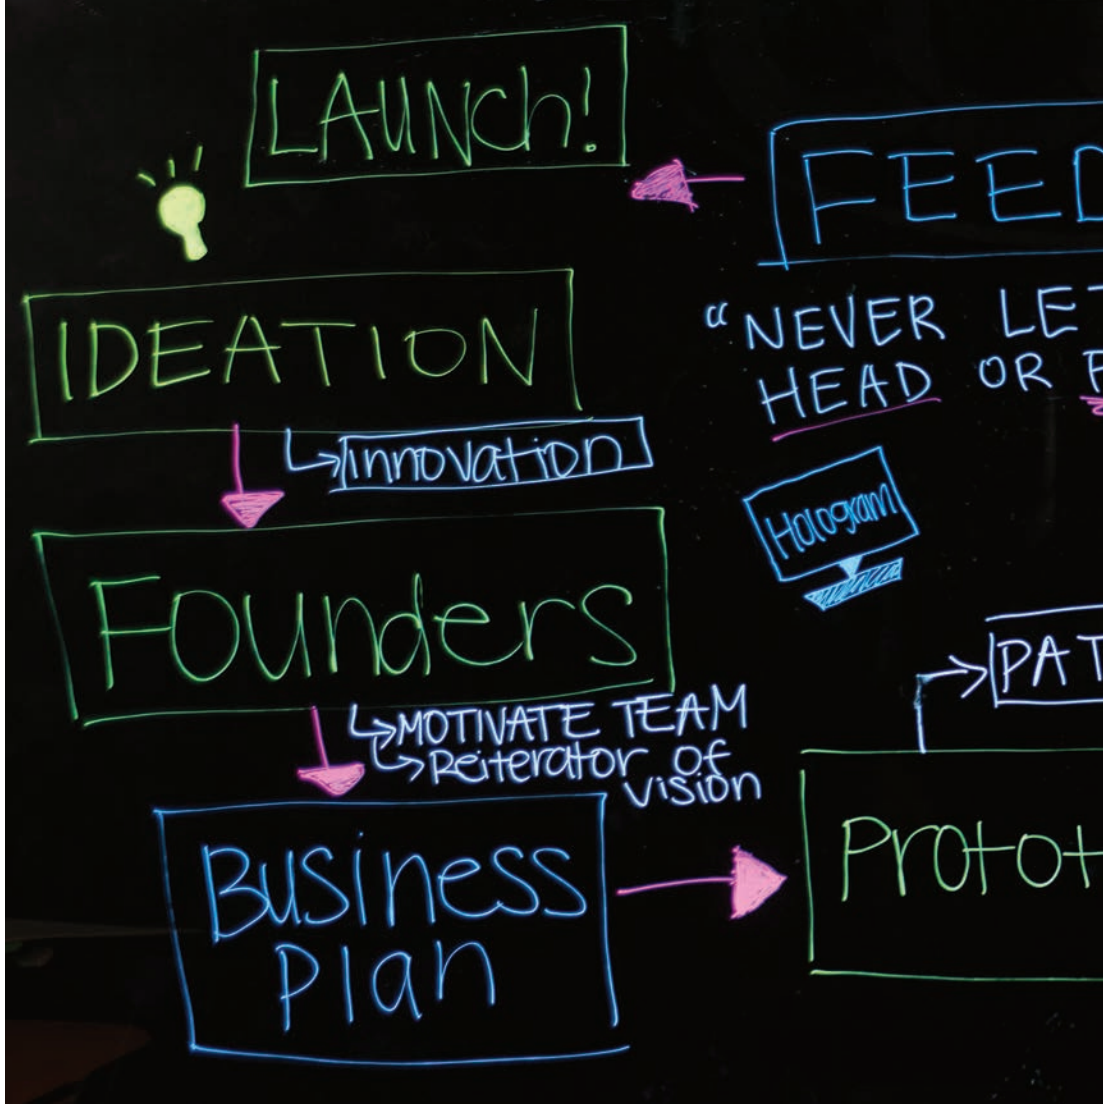 LAUNCh!
FEED
"NEVER LET
HEAD OR
IDEATION
innovation
Hologram
Founders
MOTIVATE TEAM
Reiterator of
vision
PAT
Business
Plan
Protot